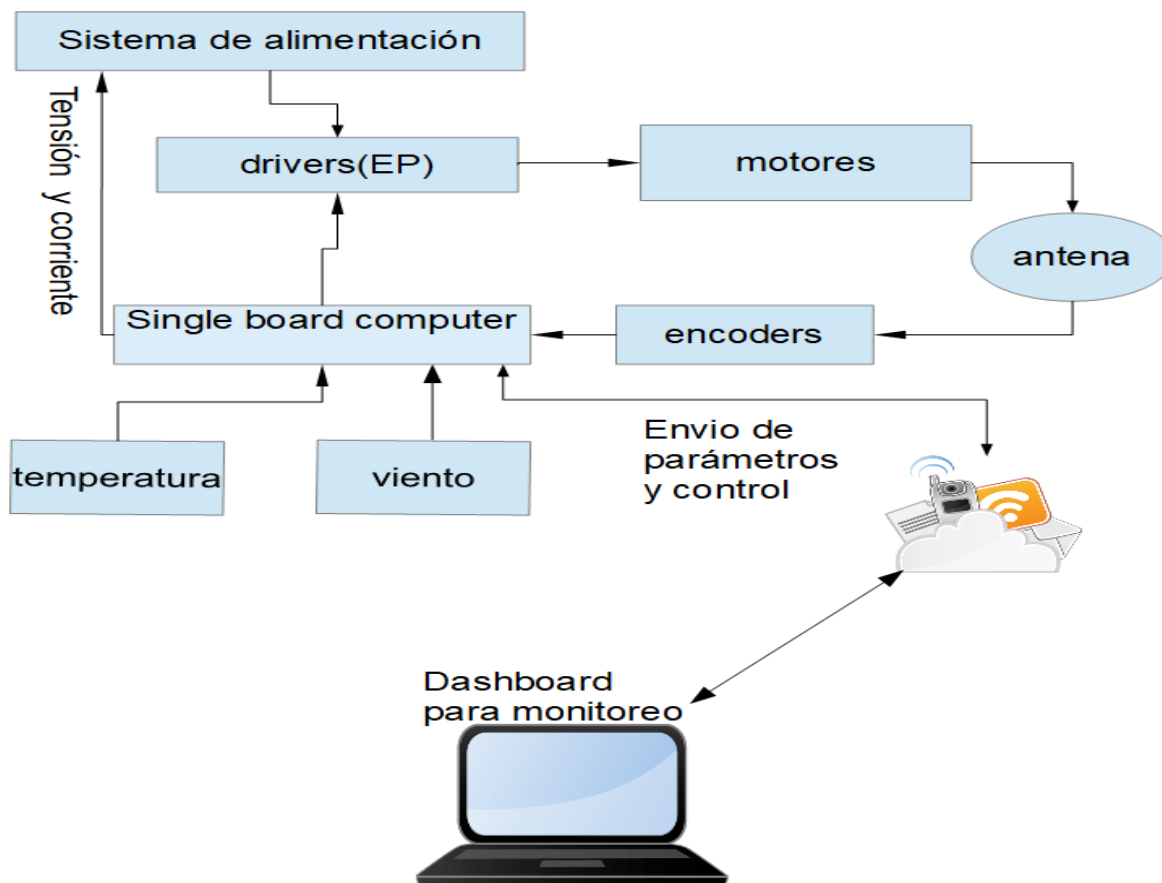 Sistema de alimentación
Tensión y corriente
drivers(EP)
motores
antena
Single board computer
encoders
temperatura
viento
Envio de
parámetros
y control
Dashboard
para monitoreo